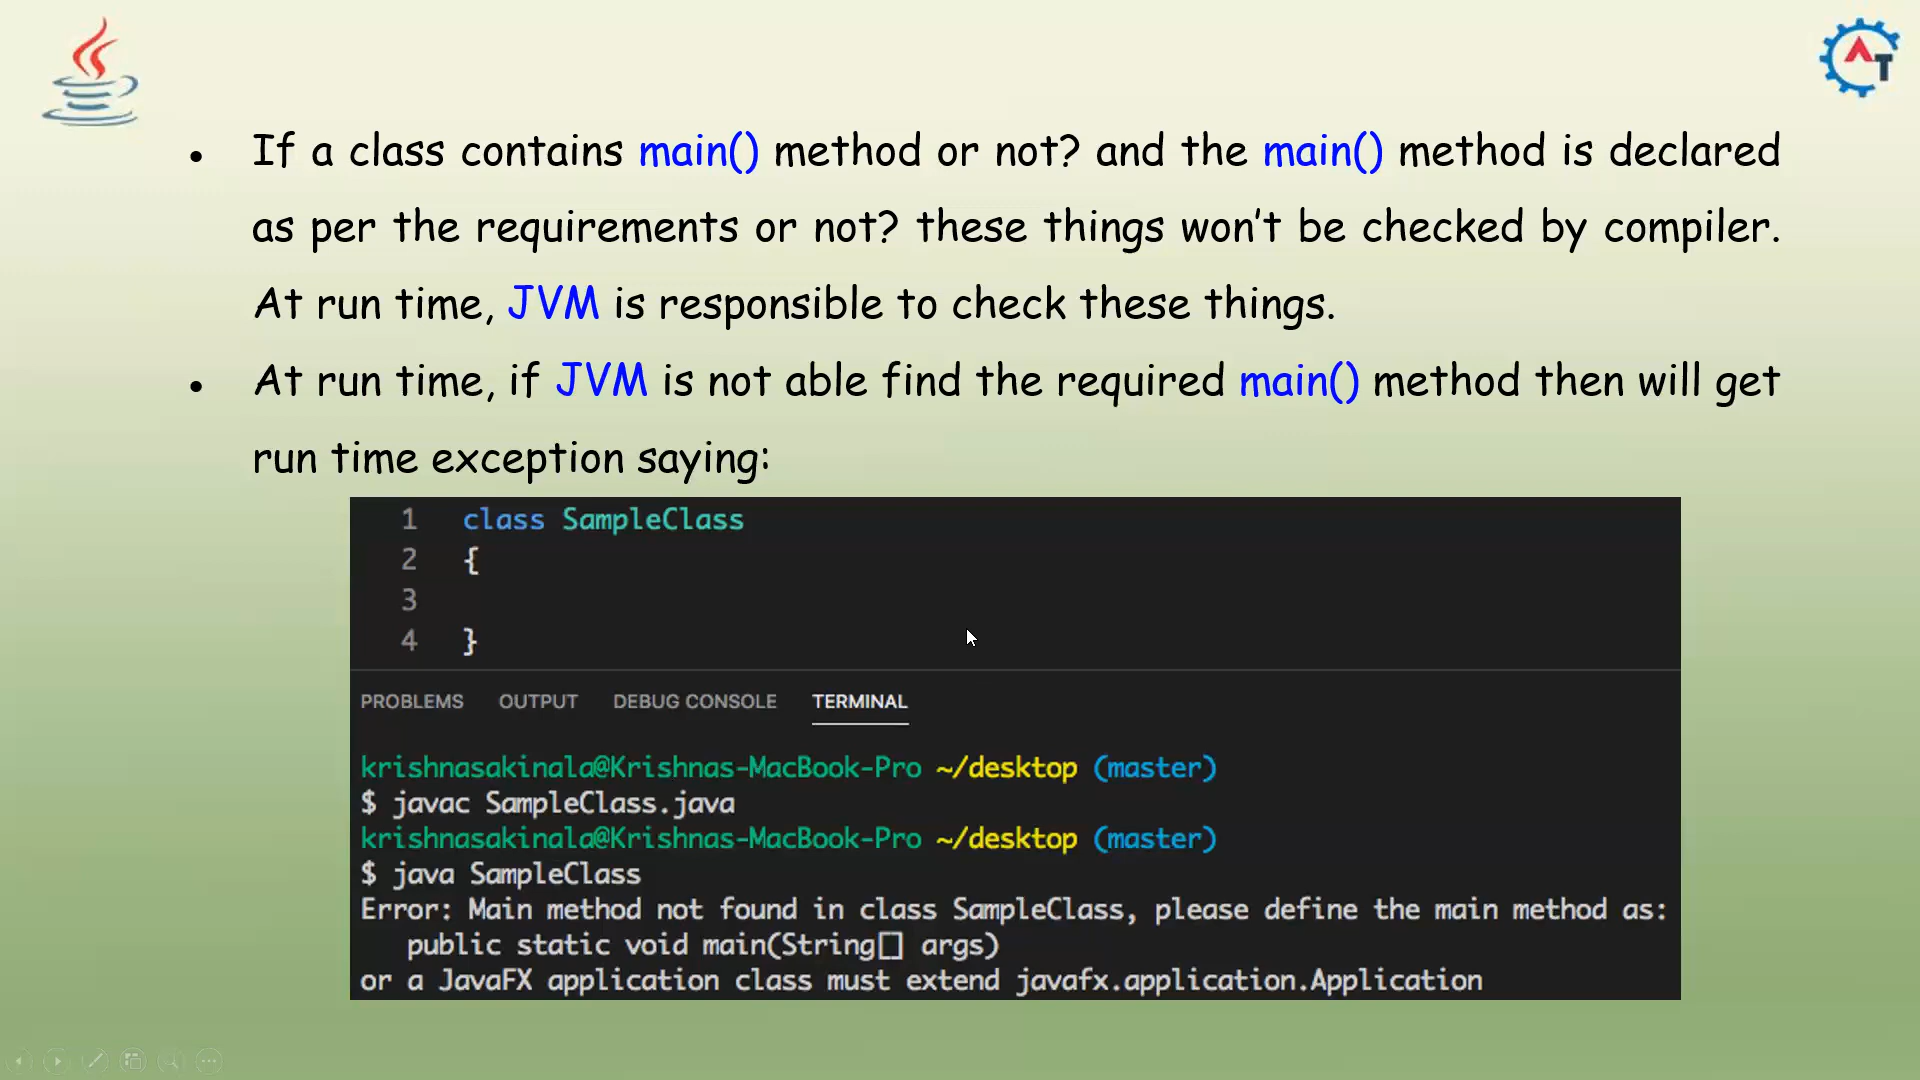 A T
• If a class contains main() method or not? and the main() method is declared
as per the requirements or not? these things won't be checked by compiler.
At run time, JVM is responsible to check these things.
• At run time, if JVM is not able find the required main() method then will get
run time exception saying:
1 class SampleClass
2 {
3
4 }
PROBLEMS OUTPUT DEBUG CONSOLE TERMINAL
krishnasakinala@Krishnas-MacBook-Pro ~/desktop (master)
$ javac SampleClass.java
krishnasakinala@Krishnas-MacBook-Pro ~/desktop (master)
$ java SampleClass
Error: Main method not found in class SampleClass, please define the main method as:
public static void main(String[] args)
or a JavaFX application class must extend javafx.application.Application